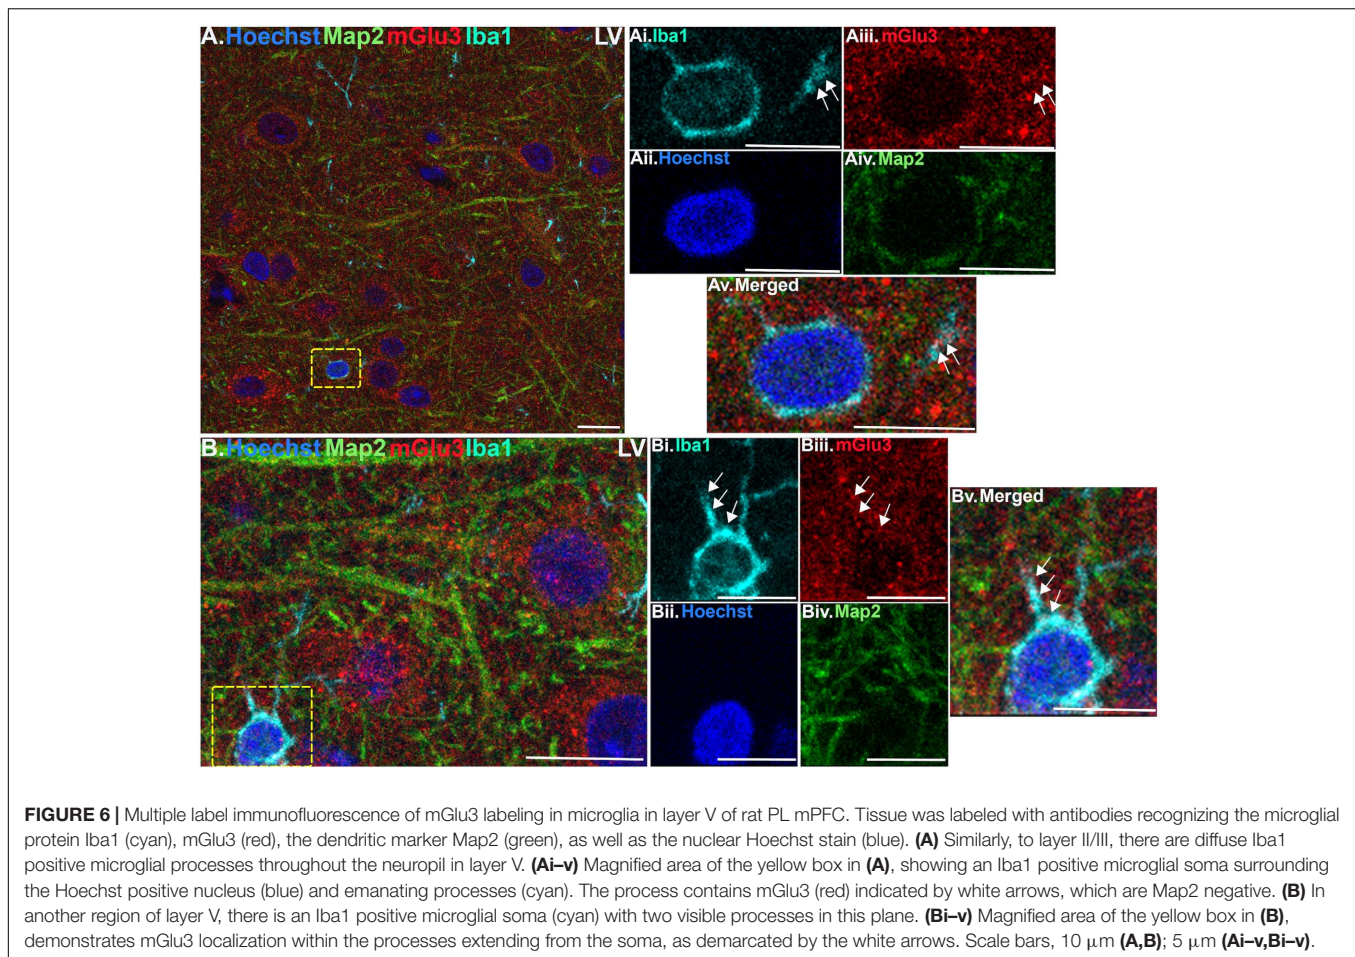 A. Hoechst Map2 mGlu3 Iba1 LV
Ai. Iba1
Aiii. mGlu3
Aii. Hoechst
Aiv. Map2
Av. Merged
B. Hoechst Map2 mGlu3 Iba1 LV
Bi. Iba1
Biii. mGlu3
Bii. Hoechst
Biv. Map2
Bv. Merged
FIGURE 6 | Multiple label immunofluorescence of mGlu3 labeling in microglia in layer V of rat PL mPFC. Tissue was labeled with antibodies recognizing the microglial
protein Iba1 (cyan), mGlu3 (red), the dendritic marker Map2 (green), as well as the nuclear Hoechst stain (blue). (A) Similarly, to layer II/III, there are diffuse Iba1
positive microglial processes throughout the neuropil in layer V. (Ai–v) Magnified area of the yellow box in (A), showing an Iba1 positive microglial soma surrounding
the Hoechst positive nucleus (blue) and emanating processes (cyan). The process contains mGlu3 (red) indicated by white arrows, which are Map2 negative. (B) In
another region of layer V, there is an Iba1 positive microglial soma (cyan) with two visible processes in this plane. (Bi–v) Magnified area of the yellow box in (B),
demonstrates mGlu3 localization within the processes extending from the soma, as demarcated by the white arrows. Scale bars, 10 μm (A,B); 5 μm (Ai–v,Bi–v).